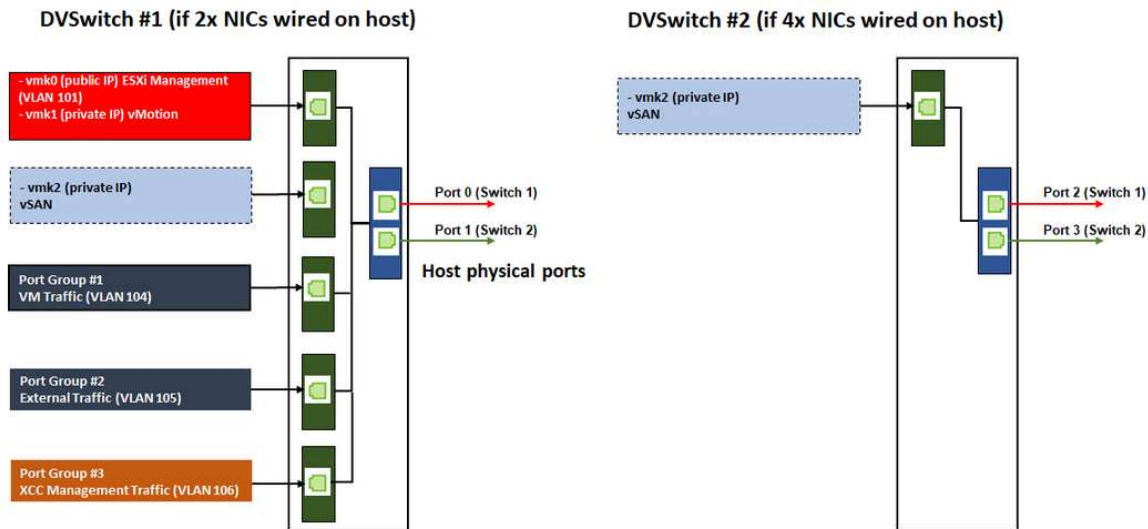 DVSwitch #1 (if 2x NICs wired on host)
- vmk0 (public IP) ESXi Management
(VLAN 101)
- vmk1 (private IP) vMotion
- vmk2 (private IP)
vSAN
Port Group #1
VM Traffic (VLAN 104)
Port Group #2
External Traffic (VLAN 105)
Port Group #3
XCC Management Traffic (VLAN 106)
Port 0 (Switch 1)
Port 1 (Switch 2)
Host physical ports
DVSwitch #2 (if 4x NICs wired on host)
- vmk2 (private IP)
vSAN
Port 2 (Switch 1)
Port 3 (Switch 2)